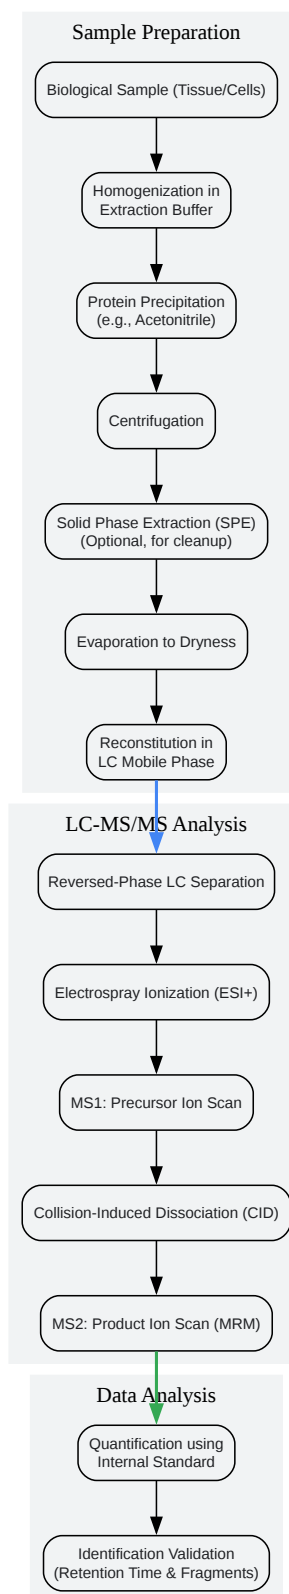 Sample Preparation
Biological Sample (Tissue/Cells)
Homogenization in
Extraction Buffer
Protein Precipitation
(e.g., Acetonitrile)
Centrifugation
Solid Phase Extraction (SPE)
(Optional, for cleanup)
Evaporation to Dryness
Reconstitution in
LC Mobile Phase
LC-MS/MS Analysis
Reversed-Phase LC Separation
Electrospray Ionization (ESI+)
MS1: Precursor Ion Scan
Collision-Induced Dissociation (CID)
MS2: Product Ion Scan (MRM)
Data Analysis
Quantification using
Internal Standard
Identification Validation
(Retention Time & Fragments)